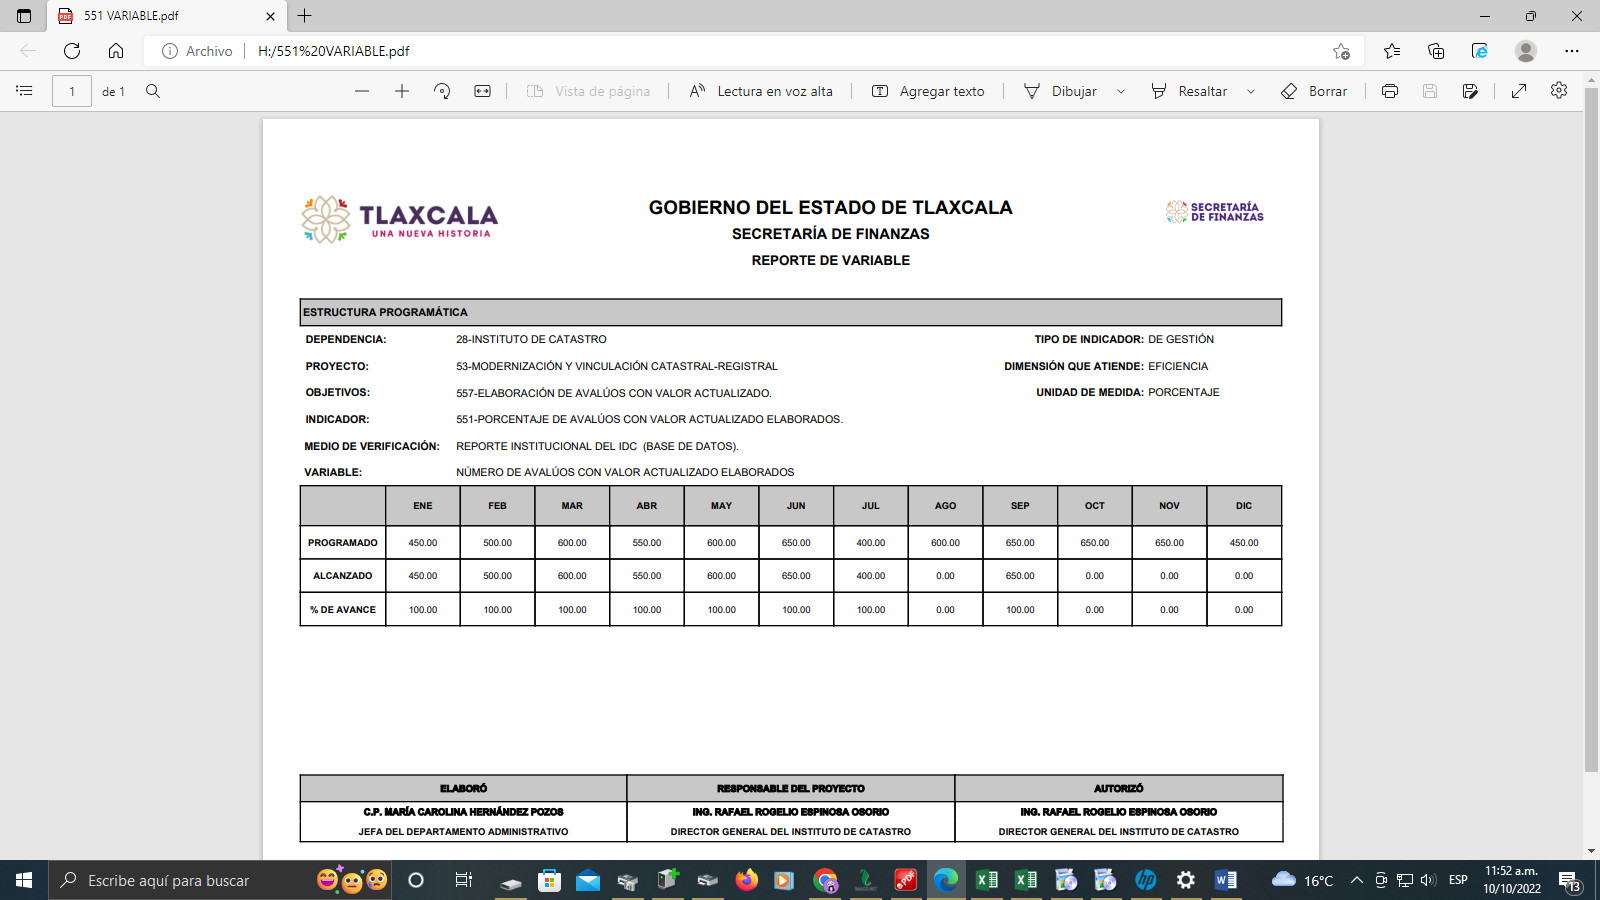 551 VARIABLE.pdf
Archivo
H:/551%20VARIABLE.pdf
1 de 1
Vista de página
Lectura en voz alta
Agregar texto
Dibujar
Resaltar
Borrar
TLAXCALA
UNA NUEVA HISTORIA
GOBIERNO DEL ESTADO DE TLAXCALA
SECRETARÍA DE FINANZAS
REPORTE DE VARIABLE
SECRETARÍA
DE FINANZAS
ESTRUCTURA PROGRAMÁTICA
DEPENDENCIA: 28-INSTITUTO DE CATASTRO TIPO DE INDICADOR: DE GESTIÓN
PROYECTO: 53-MODERNIZACIÓN Y VINCULACIÓN CATASTRAL-REGISTRAL DIMENSIÓN QUE ATIENDE: EFICIENCIA
OBJETIVOS: 557-ELABORACIÓN DE AVALÚOS CON VALOR ACTUALIZADO. UNIDAD DE MEDIDA: PORCENTAJE
INDICADOR: 551-PORCENTAJE DE AVALÚOS CON VALOR ACTUALIZADO ELABORADOS.
MEDIO DE VERIFICACIÓN: REPORTE INSTITUCIONAL DEL IDC (BASE DE DATOS).
VARIABLE: NÚMERO DE AVALÚOS CON VALOR ACTUALIZADO ELABORADOS
ENE FEB MAR ABR MAY JUN JUL AGO SEP OCT NOV DIC
PROGRAMADO 450.00 500.00 600.00 550.00 600.00 650.00 400.00 600.00 650.00 650.00 650.00 450.00
ALCANZADO 450.00 500.00 600.00 550.00 600.00 650.00 400.00 0.00 650.00 0.00 0.00 0.00
% DE AVANCE 100.00 100.00 100.00 100.00 100.00 100.00 100.00 0.00 100.00 0.00 0.00 0.00
ELABORÓ RESPONSABLE DEL PROYECTO AUTORIZÓ
C.P. MARÍA CAROLINA HERNÁNDEZ POZOS ING. RAFAEL ROGELIO ESPINOSA OSORIO ING. RAFAEL ROGELIO ESPINOSA OSORIO
JEFA DEL DEPARTAMENTO ADMINISTRATIVO DIRECTOR GENERAL DEL INSTITUTO DE CATASTRO DIRECTOR GENERAL DEL INSTITUTO DE CATASTRO
Escribe aquí para buscar
16°C
ESP
11:52 a.m.
10/10/2022
13